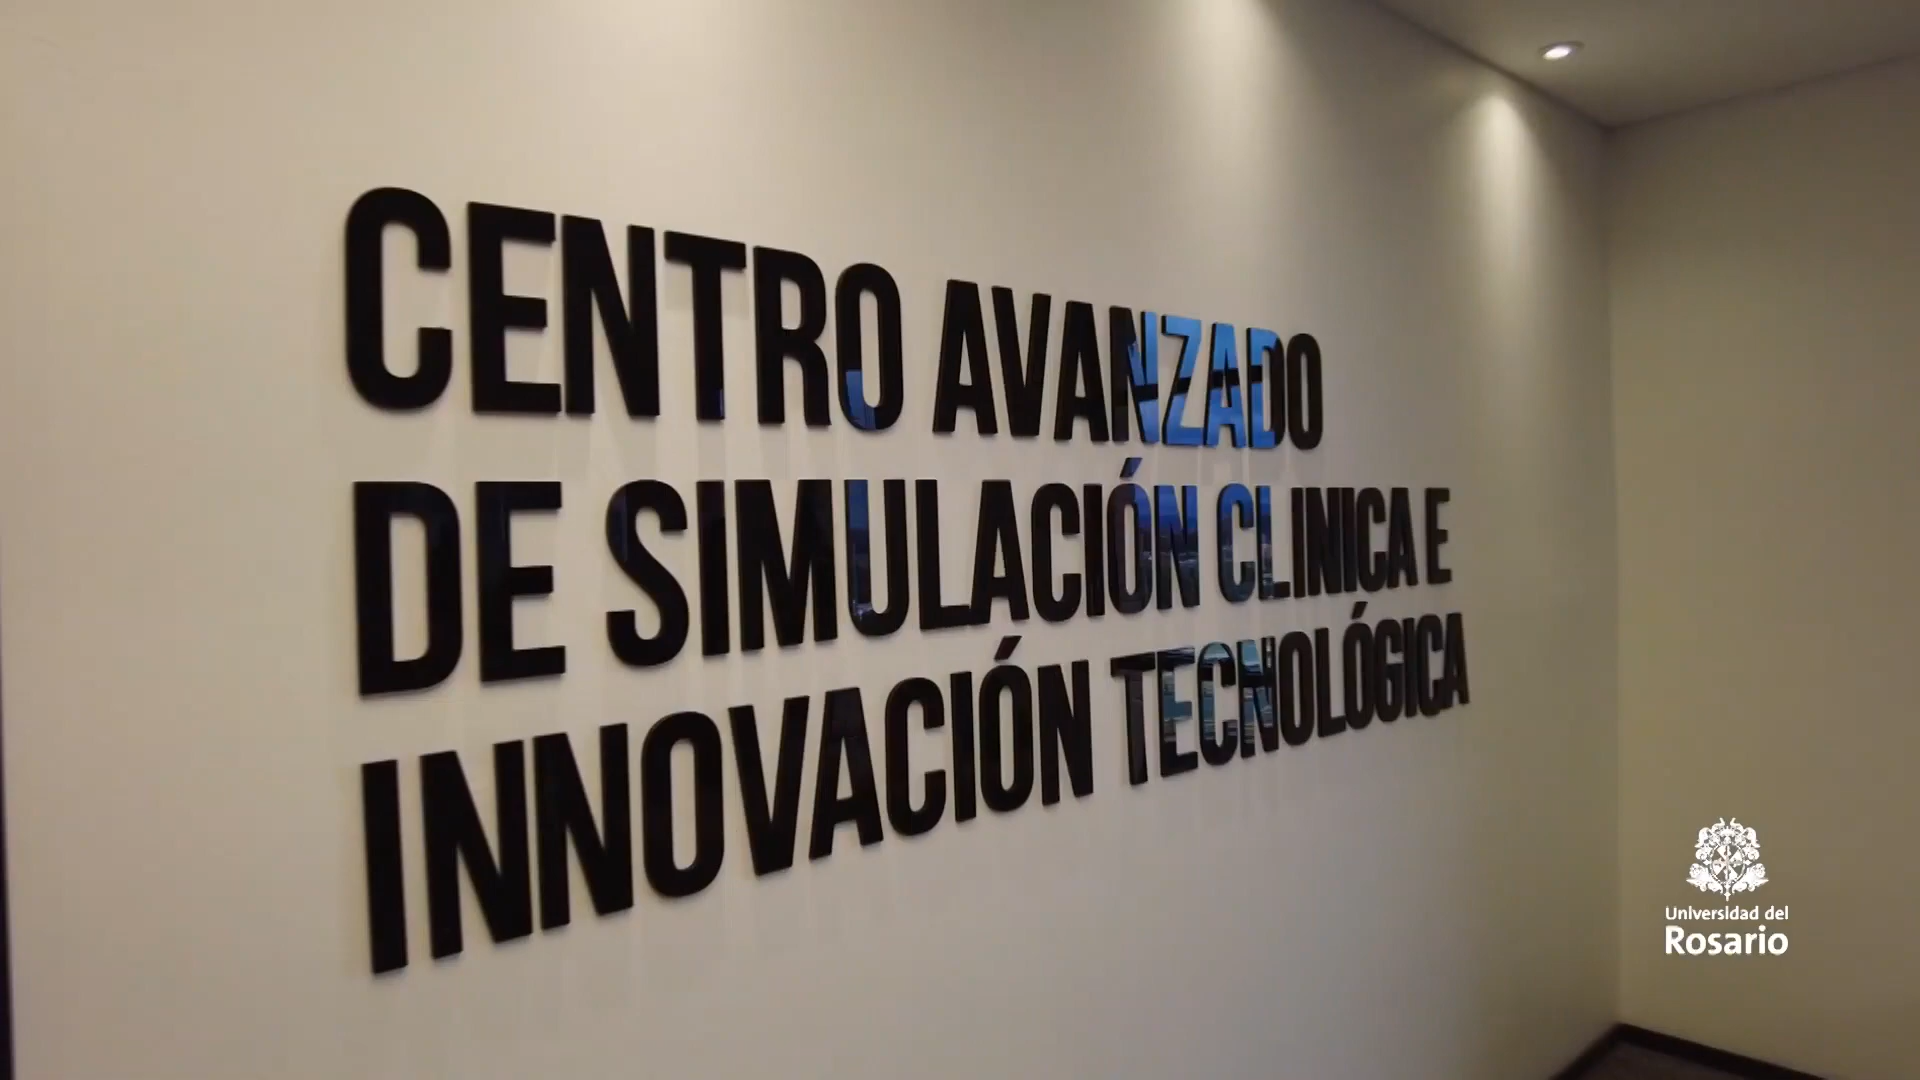 CENTRO AVANZADO
DE SIMULACIÓN CLINICA E
INNOVACIÓN TECNOLÓGICA
Universidad del
Rosario